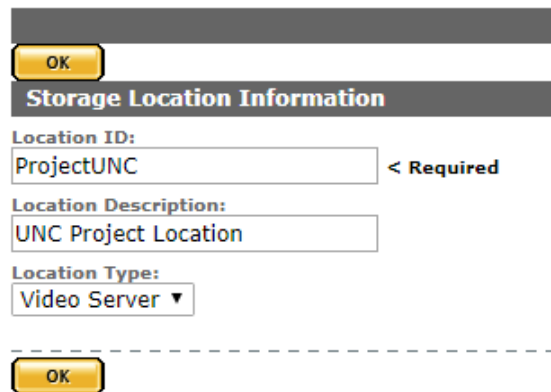 OK
Storage Location Information
Location ID:
ProjectUNC < Required
Location Description:
UNC Project Location
Location Type:
Video Server ▼
OK